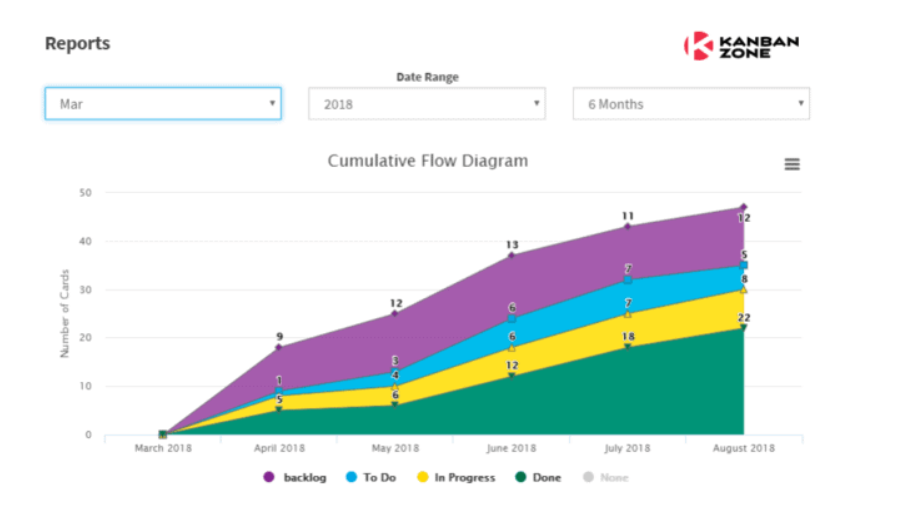 Reports
KANBAN
ZONE
Date Range
Mar
2018
6 Months
Cumulative Flow Diagram
50
40
30
20
10
0
Number of Cards
9
1
5
12
3
4
6
13
6
6
12
11
7
7
18
12
5
8
22
March 2018
April 2018
May 2018
June 2018
July 2018
August 2018
backlog
To Do
In Progress
Done
None